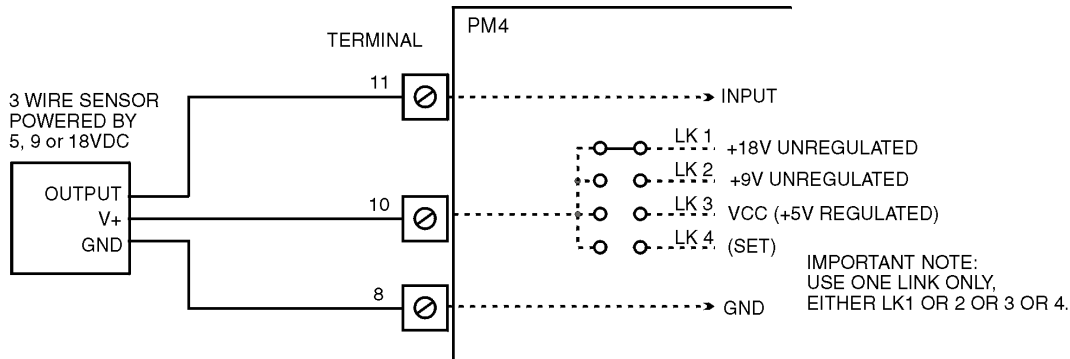 PM4
TERMINAL
11
INPUT
3 WIRE SENSOR
POWERED BY
5, 9 or 18VDC
LK 1
+18V UNREGULATED
LK 2
+9V UNREGULATED
OUTPUT
V+
GND
10
LK 3
VCC (+5V REGULATED)
LK 4
(SET)
IMPORTANT NOTE:
USE ONE LINK ONLY,
EITHER LK1 OR 2 OR 3 OR 4.
8
GND